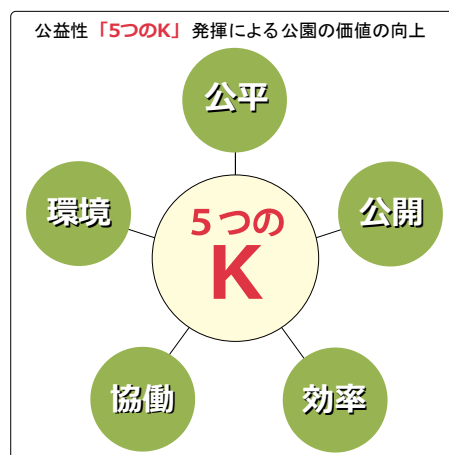 公益性「5つのK」発揮による公園の価値の向上
公平
環境
公開
5つの
K
協働
効率